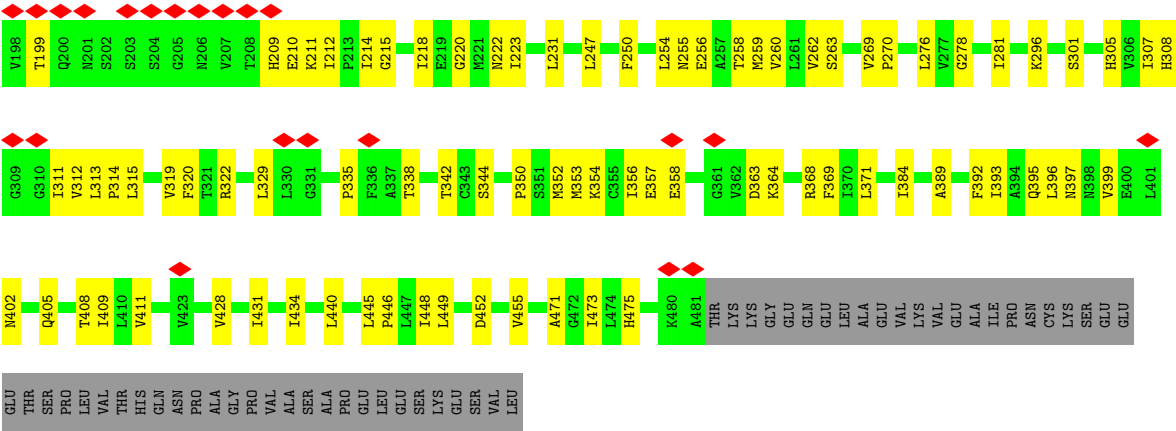 V198 T199 Q200 N201 S202 S203 S204 G205 N206 V207 T208 H209 E210 K211 I212 P213 I214 G215 I218 E219 G220 M221 N222 I223 L231 L247 F250 L254 N255 E256 A257 T258 M259 V260 L261 V262 S263 V269 P270 L276 V277 G278 I281 K296 S301 H305 V306 I307 H308
G309 G310 I311 V312 L313 P314 L315 V319 F320 T321 R322 L329 L330 G331 P335 F336 A337 T338 T342 C343 S344 P350 S351 M352 M353 K354 C355 I356 E357 E358 G361 V362 D363 K364 R368 F369 I370 L371 I384 A389 F392 I393 A394 Q395 L396 N397 N398 V399 E400 L401
N402 Q405 T408 I409 L410 V411 V423 V428 I431 I434 L440 L445 P446 L447 I448 L449 D452 V455 A471 G472 I473 L474 H475 K480 A481 THR LYS LYS GLY GLU GLN GLU LEU ALA GLU VAL LYS VAL GLU ALA ILE PRO ASN CYS LYS SER GLU GLU
GLU THR SER PRO LEU VAL THR HIS GLN ASN PRO ALA GLY PRO VAL ALA SER ALA PRO GLU LEU GLU SER LYS GLU SER VAL LEU